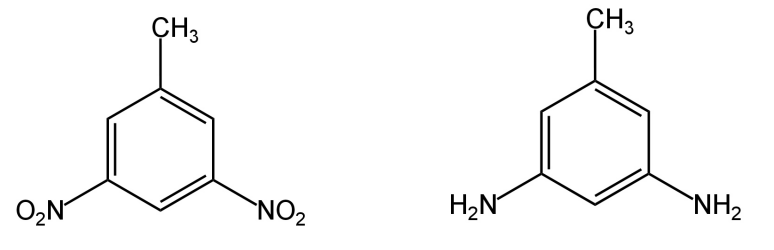 CH₃
O₂N
NO₂
CH₃
H₂N
NH₂